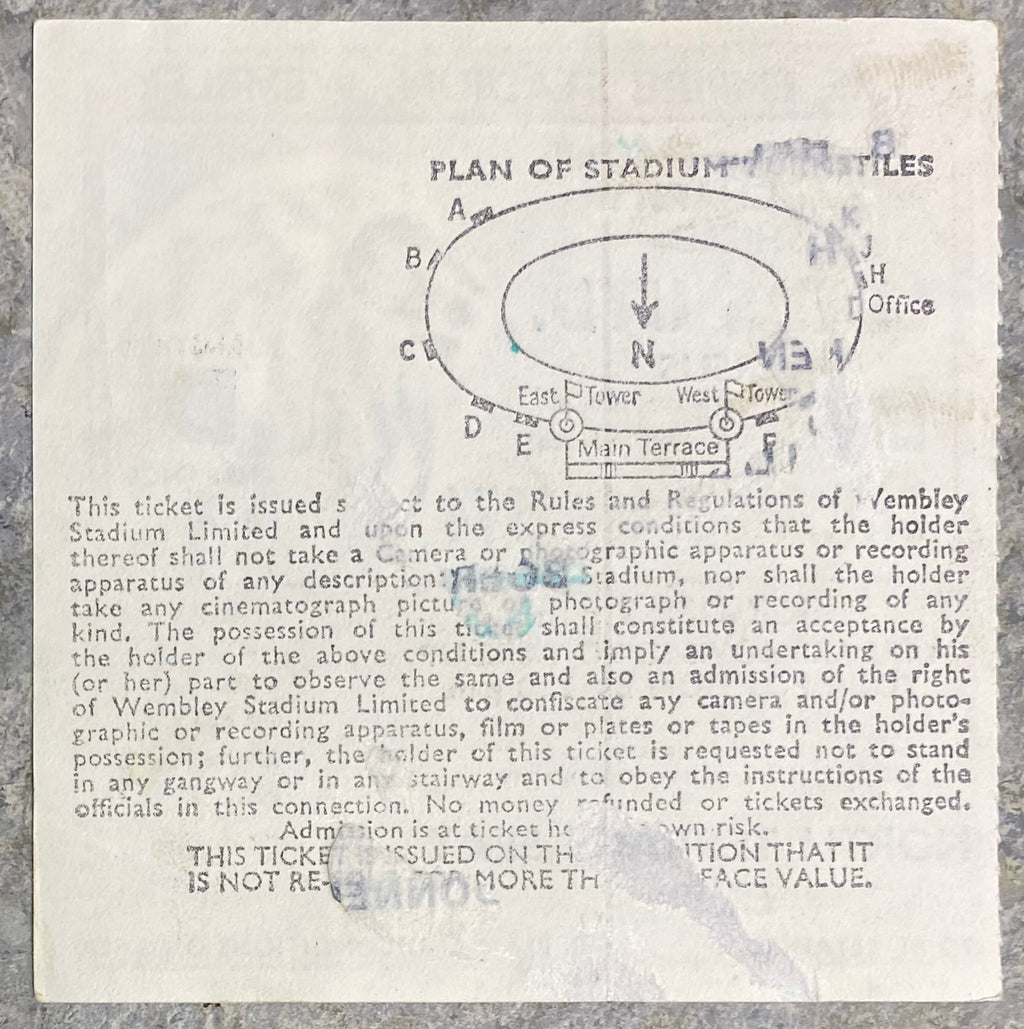 PLAN OF STADIUM TILES
A
K
B
J
H
Office
C
N
East Tower West Tower
D
E
F
Main Terrace
This ticket is issued to the Rules and Regulations of Wembley
Stadium Limited and upon the express conditions that the holder
thereof shall not take a Camera or photographic apparatus or recording
apparatus of any description Stadium, nor shall the holder
take any cinematograph picture photograph or recording of any
kind. The possession of this ticket shall constitute an acceptance by
the holder of the above conditions and imply an undertaking on his
(or her) part to observe the same and also an admission of the right
of Wembley Stadium Limited to confiscate any camera and/or photo-
graphic or recording apparatus, film or plates or tapes in the holder's
possession; further, the holder of this ticket is requested not to stand
in any gangway or in any stairway and to obey the instructions of the
officials in this connection. No money refunded or tickets exchanged.
Admission is at ticket own risk.
THIS TICKET ISSUED ON THAT IT
IS NOT MORE FACE VALUE.